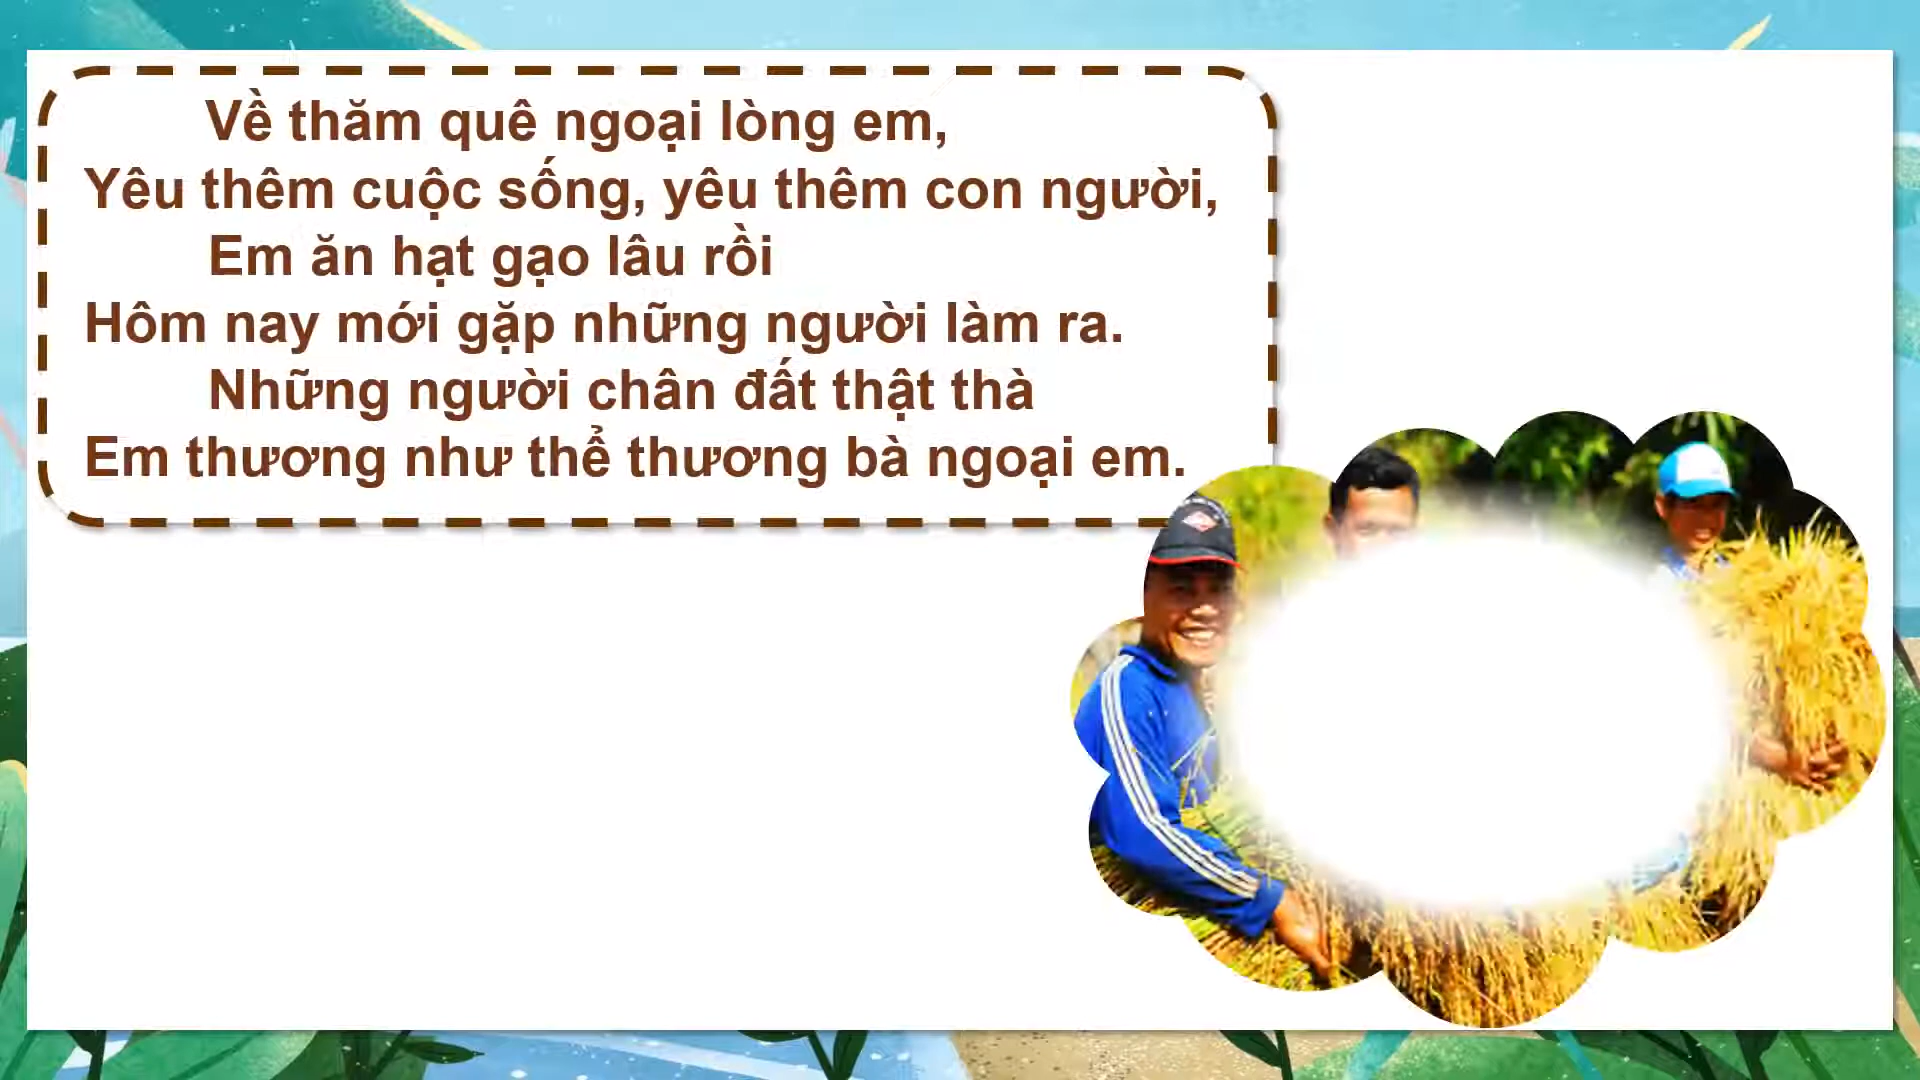 Về thăm quê ngoại lòng em,
Yêu thêm cuộc sống, yêu thêm con người,
Em ăn hạt gạo lâu rồi
Hôm nay mới gặp những người làm ra.
Những người chân đất thật thà
Em thương như thể thương bà ngoại em.